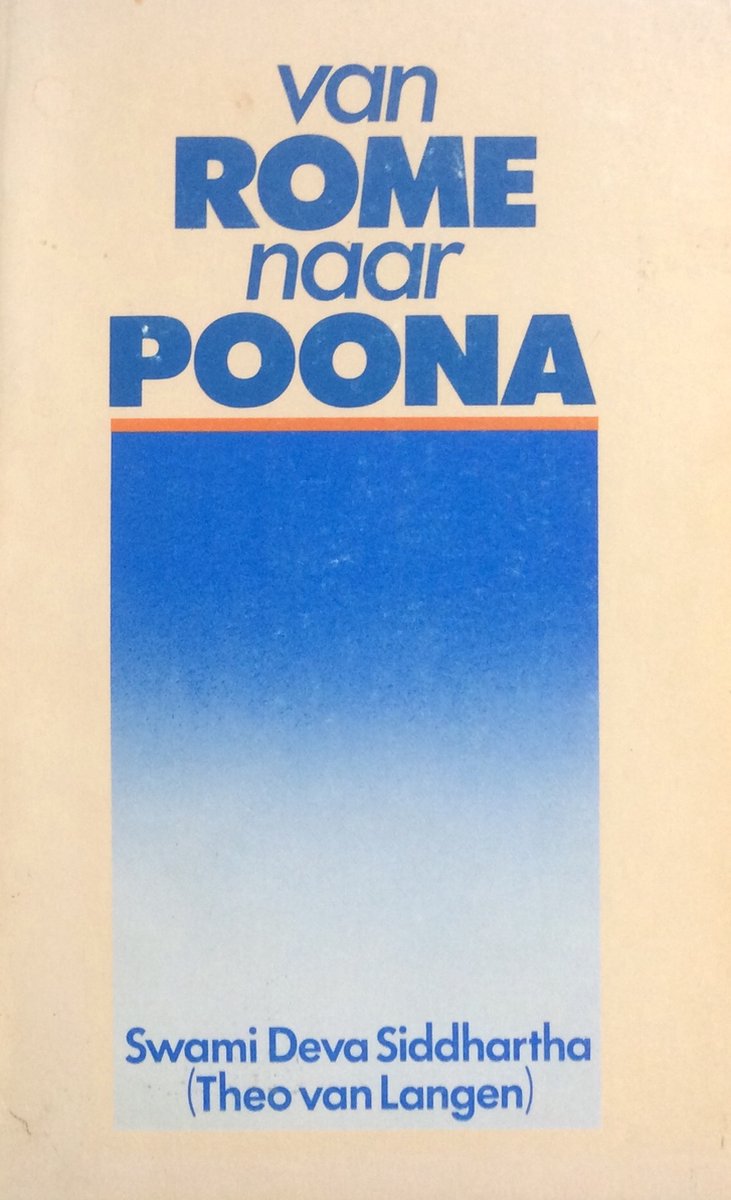 van
ROME
naar
POONA
Swami Deva Siddhartha
(Theo van Langen)